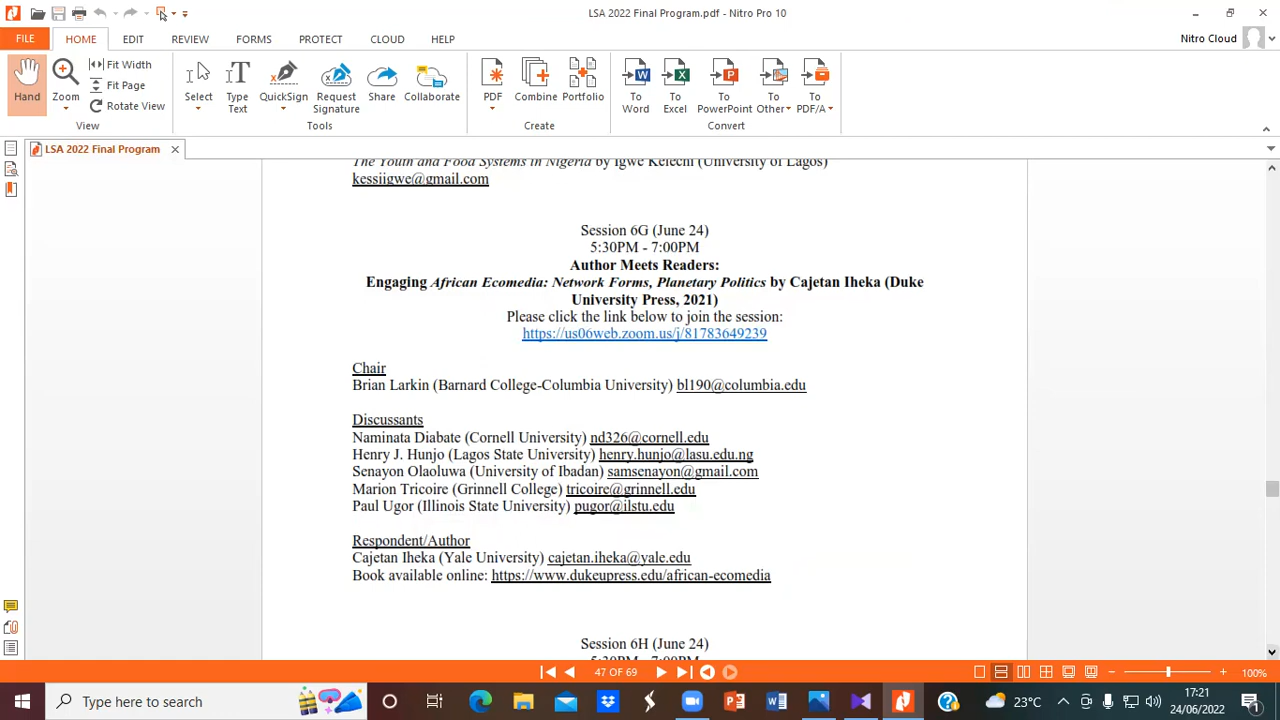 LSA 2022 Final Program.pdf - Nitro Pro 10
FILE HOME EDIT REVIEW FORMS PROTECT CLOUD HELP Nitro Cloud
Hand Zoom Fit Width Fit Page Rotate View
View
Select Type Text QuickSign Request Signature Share Collaborate
Tools
PDF Combine Portfolio
Create
To Word To Excel To PowerPoint To Other To PDF/A
Convert
LSA 2022 Final Program
The Youth and Food Systems in Nigeria by Igwe Kelechi (University of Lagos)
kessiigwe@gmail.com
Session 6G (June 24)
5:30PM - 7:00PM
Author Meets Readers:
Engaging African Ecomedia: Network Forms, Planetary Politics by Cajetan Iheka (Duke
University Press, 2021)
Please click the link below to join the session:
https://us06web.zoom.us/j/81783649239
Chair
Brian Larkin (Barnard College-Columbia University) bl190@columbia.edu
Discussants
Naminata Diabate (Cornell University) nd326@cornell.edu
Henry J. Hunjo (Lagos State University) henry.hunjo@lasu.edu.ng
Senayon Olaoluwa (University of Ibadan) samsenayon@gmail.com
Marion Tricoire (Grinnell College) tricoire@grinnell.edu
Paul Ugor (Illinois State University) pugor@ilstu.edu
Respondent/Author
Cajetan Iheka (Yale University) cajetan.iheka@yale.edu
Book available online: https://www.dukeupress.edu/african-ecomedia
Session 6H (June 24)
5:30PM - 7:00PM
47 OF 69
100%
Type here to search
23°C
17:21
24/06/2022
1